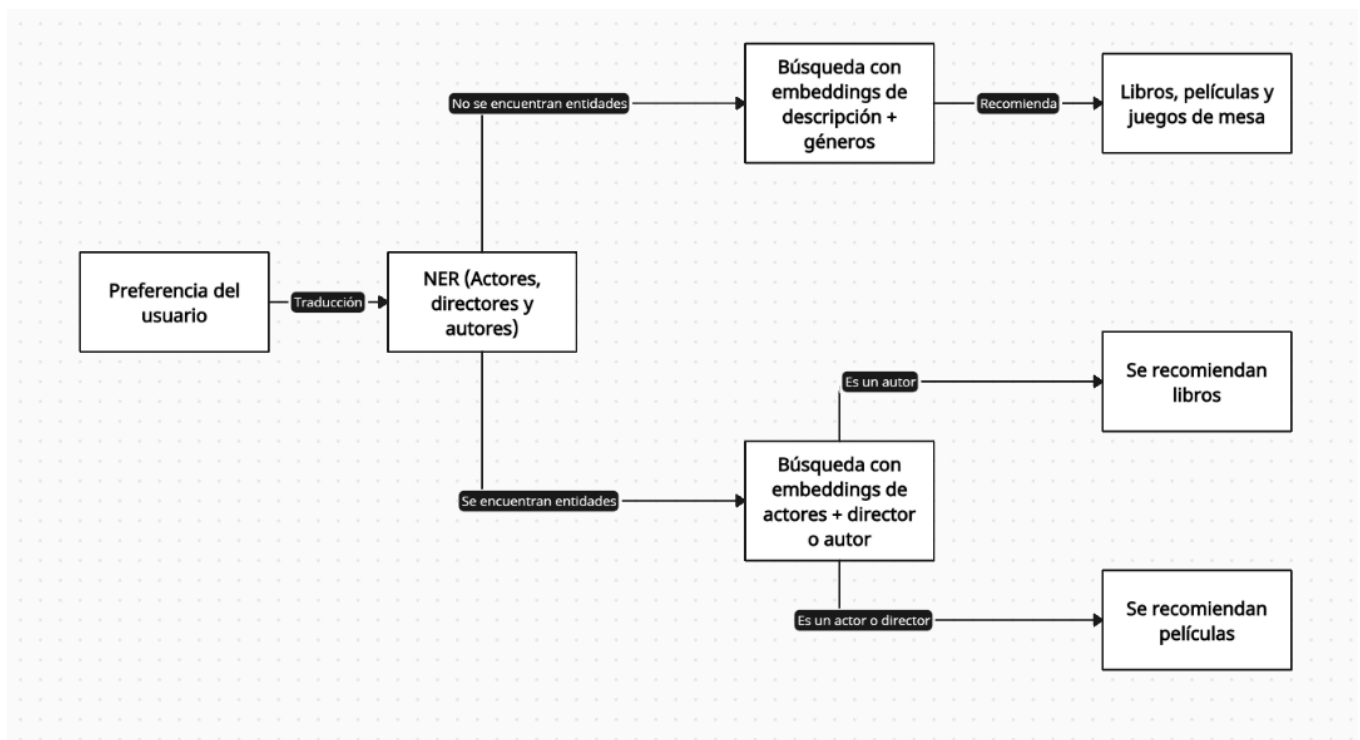 Búsqueda con
embeddings de
descripción +
géneros
No se encuentran entidades
Recomienda
Libros, películas y
juegos de mesa
Preferencia del
usuario
Traducción
NER (Actores,
directores y
autores)
Es un autor
Se recomiendan
libros
Búsqueda con
embeddings de
actores + director
o autor
Se encuentran entidades
Es un actor o director
Se recomiendan
películas